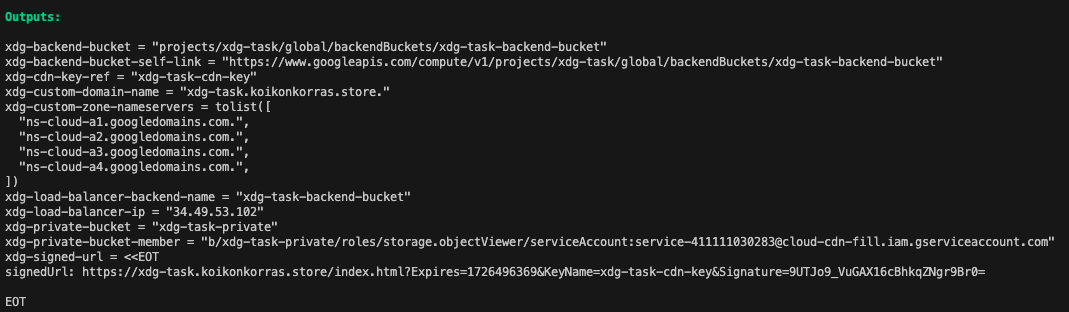 Outputs:
xdg-backend-bucket = "projects/xdg-task/global/backendBuckets/xdg-task-backend-bucket"
xdg-backend-bucket-self-link = "https://www.googleapis.com/compute/v1/projects/xdg-task/global/backendBuckets/xdg-task-backend-bucket"
xdg-cdn-key-ref = "xdg-task-cdn-key"
xdg-custom-domain-name = "xdg-task.koikonkorras.store."
xdg-custom-zone-nameservers = tolist([
  "ns-cloud-a1.googledomains.com.",
  "ns-cloud-a2.googledomains.com.",
  "ns-cloud-a3.googledomains.com.",
  "ns-cloud-a4.googledomains.com.",
])
xdg-load-balancer-backend-name = "xdg-task-backend-bucket"
xdg-load-balancer-ip = "34.49.53.102"
xdg-private-bucket = "xdg-task-private"
xdg-private-bucket-member = "b/xdg-task-private/roles/storage.objectViewer/serviceAccount:service-411111030283@cloud-cdn-fill.iam.gserviceaccount.com"
xdg-signed-url = <<EOT
signedUrl: https://xdg-task.koikonkorras.store/index.html?Expires=1726496369&KeyName=xdg-task-cdn-key&Signature=9UTJo9_VuGAX16cBhkqZNgr9Br0=
EOT